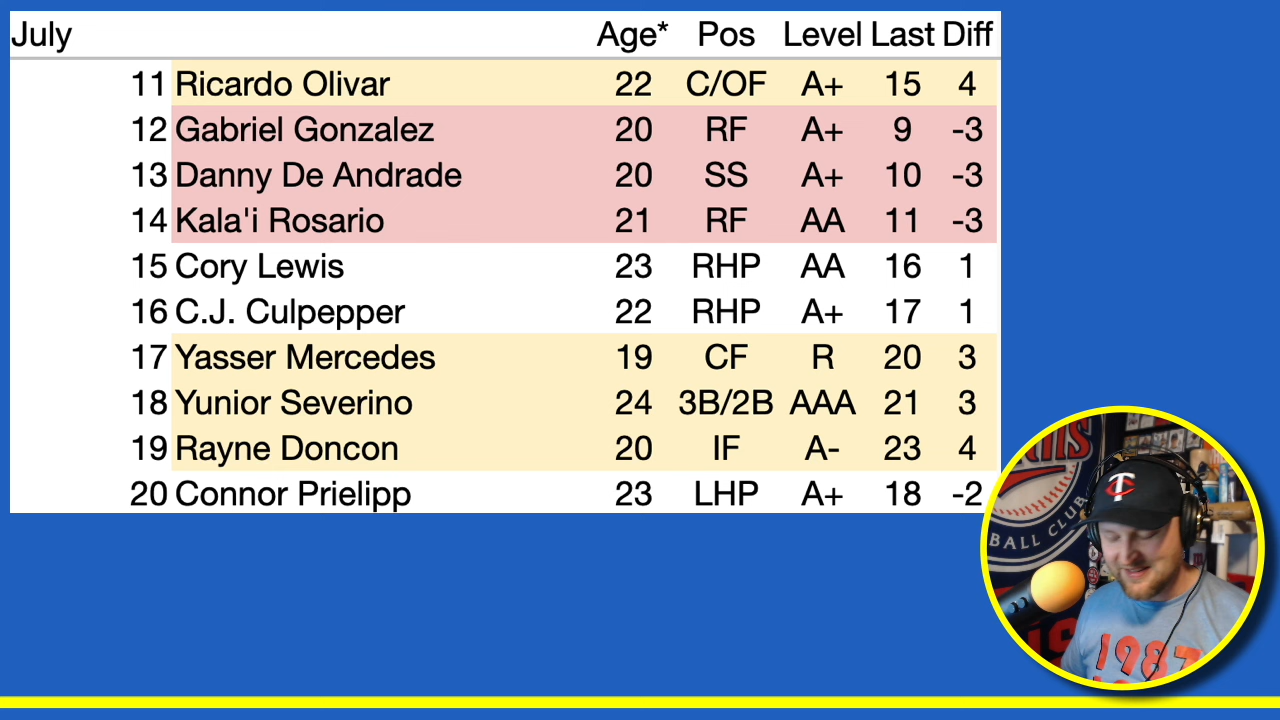 July Age* Pos Level Last Diff
11 Ricardo Olivar 22 C/OF A+ 15 4
12 Gabriel Gonzalez 20 RF A+ 9 -3
13 Danny De Andrade 20 SS A+ 10 -3
14 Kala'i Rosario 21 RF AA 11 -3
15 Cory Lewis 23 RHP AA 16 1
16 C.J. Culpepper 22 RHP A+ 17 1
17 Yasser Mercedes 19 CF R 20 3
18 Yunior Severino 24 3B/2B AAA 21 3
19 Rayne Doncon 20 IF A- 23 4
20 Connor Prielipp 23 LHP A+ 18 -2
TC
BALL CLUB
1987